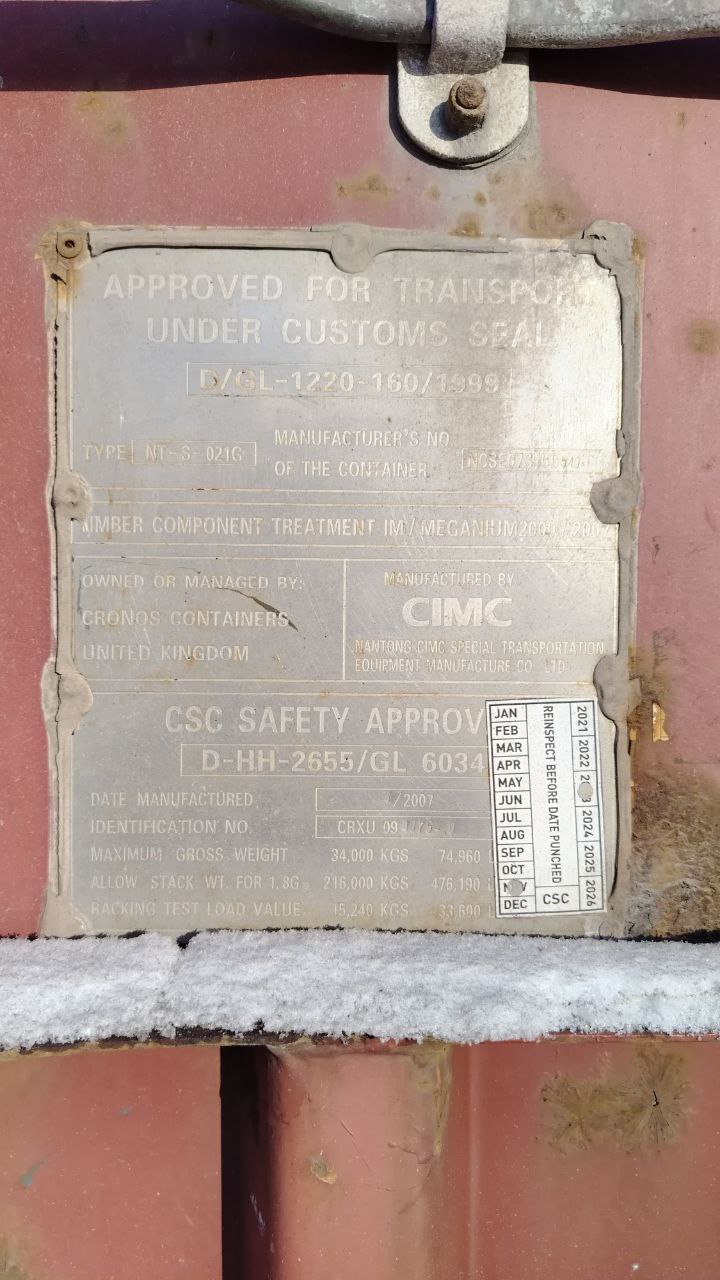 APPROVED FOR TRANSPORT
UNDER CUSTOMS SEAL
D/GL-1220-160/1999
TYPE NT-S-021G
MANUFACTURER'S NO.
OF THE CONTAINER
COMPONENT TREATMENT IM/MEGANIUM2000/
OWNED OR MANAGED BY:
CRONOS CONTAINERS
UNITED KINGDOM
MANUFACTURED BY
CIMC
NANTONG CIMC SPECIAL TRANSPORTATION
EQUIPMENT MANUFACTURE CO. LTD
CSC SAFETY APPROV
D-HH-2655/GL 6034
DATE MANUFACTURED /2007
IDENTIFICATION NO. CRXU 09
MAXIMUM GROSS WEIGHT 34,000 KGS 74,960
ALLOW STACK WT. FOR 1.8G 216,000 KGS 476,190
RACKING TEST LOAD VALUE 15,240 KGS 33,600
JAN
FEB
MAR
APR
MAY
JUN
JUL
AUG
SEP
OCT
DEC
REINSPECT BEFORE DATE PUNCHED
CSC
2021 2022 2024 2025 2026